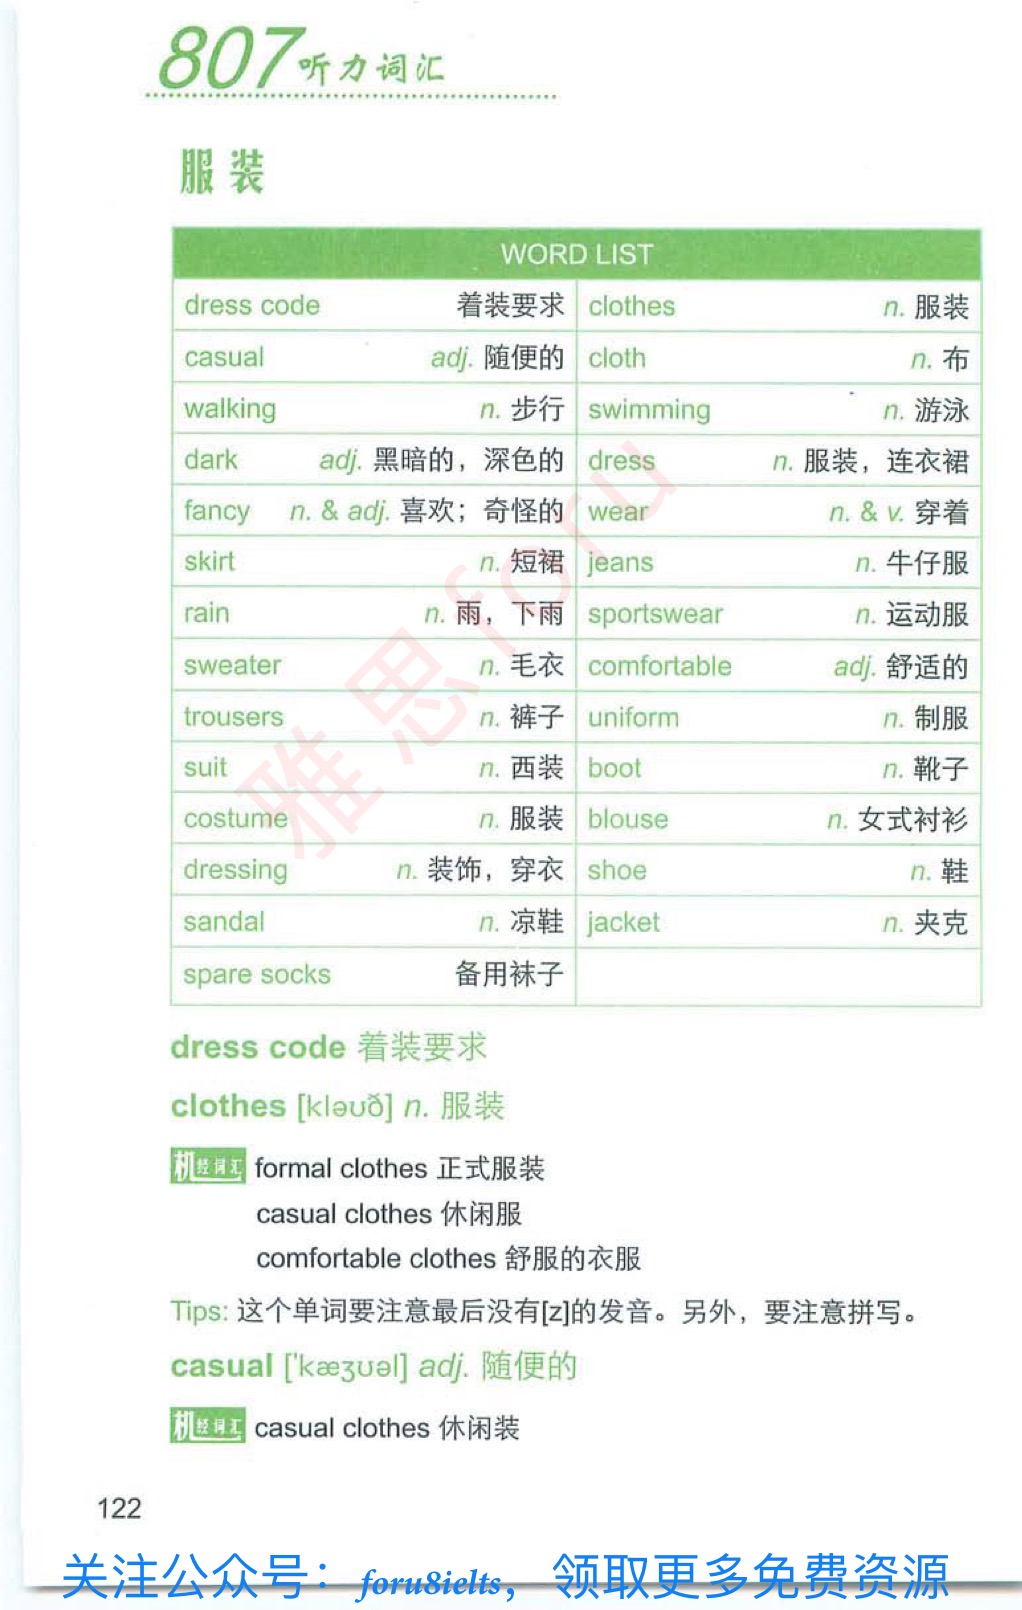 807听力词汇
服装
WORD LIST
dress code 着装要求 clothes n. 服装
casual adj. 随便的 cloth n. 布
walking n. 步行 swimming n. 游泳
dark adj. 黑暗的，深色的 dress n. 服装，连衣裙
fancy n. & adj. 喜欢；奇怪的 wear n. & v. 穿着
skirt n. 短裙 jeans n. 牛仔服
rain n. 雨，下雨 sportswear n. 运动服
sweater n. 毛衣 comfortable adj. 舒适的
trousers n. 裤子 uniform n. 制服
suit n. 西装 boot n. 靴子
costume n. 服装 blouse n. 女式衬衫
dressing n. 装饰，穿衣 shoe n. 鞋
sandal n. 凉鞋 jacket n. 夹克
spare socks 备用袜子
雅思foru
dress code 着装要求
clothes [kləʊð] n. 服装
机经词汇 formal clothes 正式服装
casual clothes 休闲服
comfortable clothes 舒服的衣服
Tips: 这个单词要注意最后没有[z]的发音。另外，要注意拼写。
casual ['kæʒʊəl] adj. 随便的
机经词汇 casual clothes 休闲装
122
关注公众号：foru8ielts，领取更多免费资源